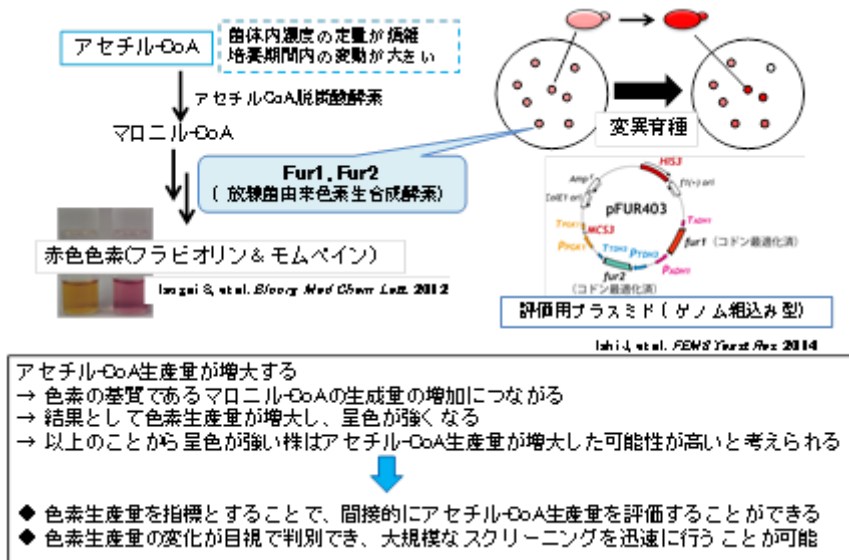 アセチル-CoA
菌体内濃度の定量が煩雑
培養期間内の変動が大きい
アセチルCoA脱炭酸酵素
マロニル-CoA
Fur1, Fur2
(放線菌由来色素生合成酵素)
赤色色素(フラビオリン & モムペイン)
Isogai S, et al. Bioorg Med Chem Lett. 2012
変異育種
HIS3
Amp r
f1(+) ori
ColE1 ori
pFUR403
TADH1
TPGK1
MCS3
fur1 (コドン最適化済)
PPGK1
TTDH3
PTDH3
PADH1
fur2
(コドン最適化済)
評価用プラスミド(ゲノム組込み型)
Ishii J, et al. FEMS Yeast Res 2014
アセチル-CoA生産量が増大する
→ 色素の基質であるマロニル-CoAの生成量の増加につながる
→ 結果として色素生産量が増大し、呈色が強くなる
→ 以上のことから呈色が強い株はアセチル-CoA生産量が増大した可能性が高いと考えられる
◆ 色素生産量を指標とすることで、間接的にアセチル-CoA生産量を評価することができる
◆ 色素生産量の変化が目視で判別でき、大規模なスクリーニングを迅速に行うことが可能